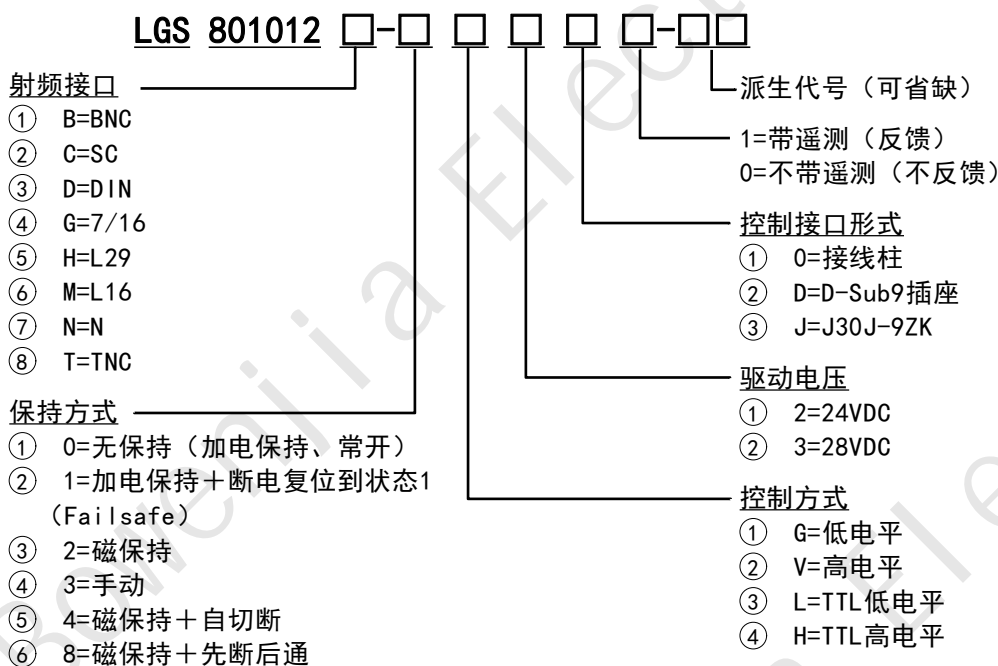 LGS 801012 □-□ □ □ □ □-□□
射频接口
① B=BNC
② C=SC
③ D=DIN
④ G=7/16
⑤ H=L29
⑥ M=L16
⑦ N=N
⑧ T=TNC
保持方式
① 0=无保持（加电保持、常开）
② 1=加电保持＋断电复位到状态1
（Failsafe）
③ 2=磁保持
④ 3=手动
⑤ 4=磁保持＋自切断
⑥ 8=磁保持＋先断后通
派生代号（可省缺）
1=带遥测（反馈）
0=不带遥测（不反馈）
控制接口形式
① 0=接线柱
② D=D-Sub9插座
③ J=J30J-9ZK
驱动电压
① 2=24VDC
② 3=28VDC
控制方式
① G=低电平
② V=高电平
③ L=TTL低电平
④ H=TTL高电平